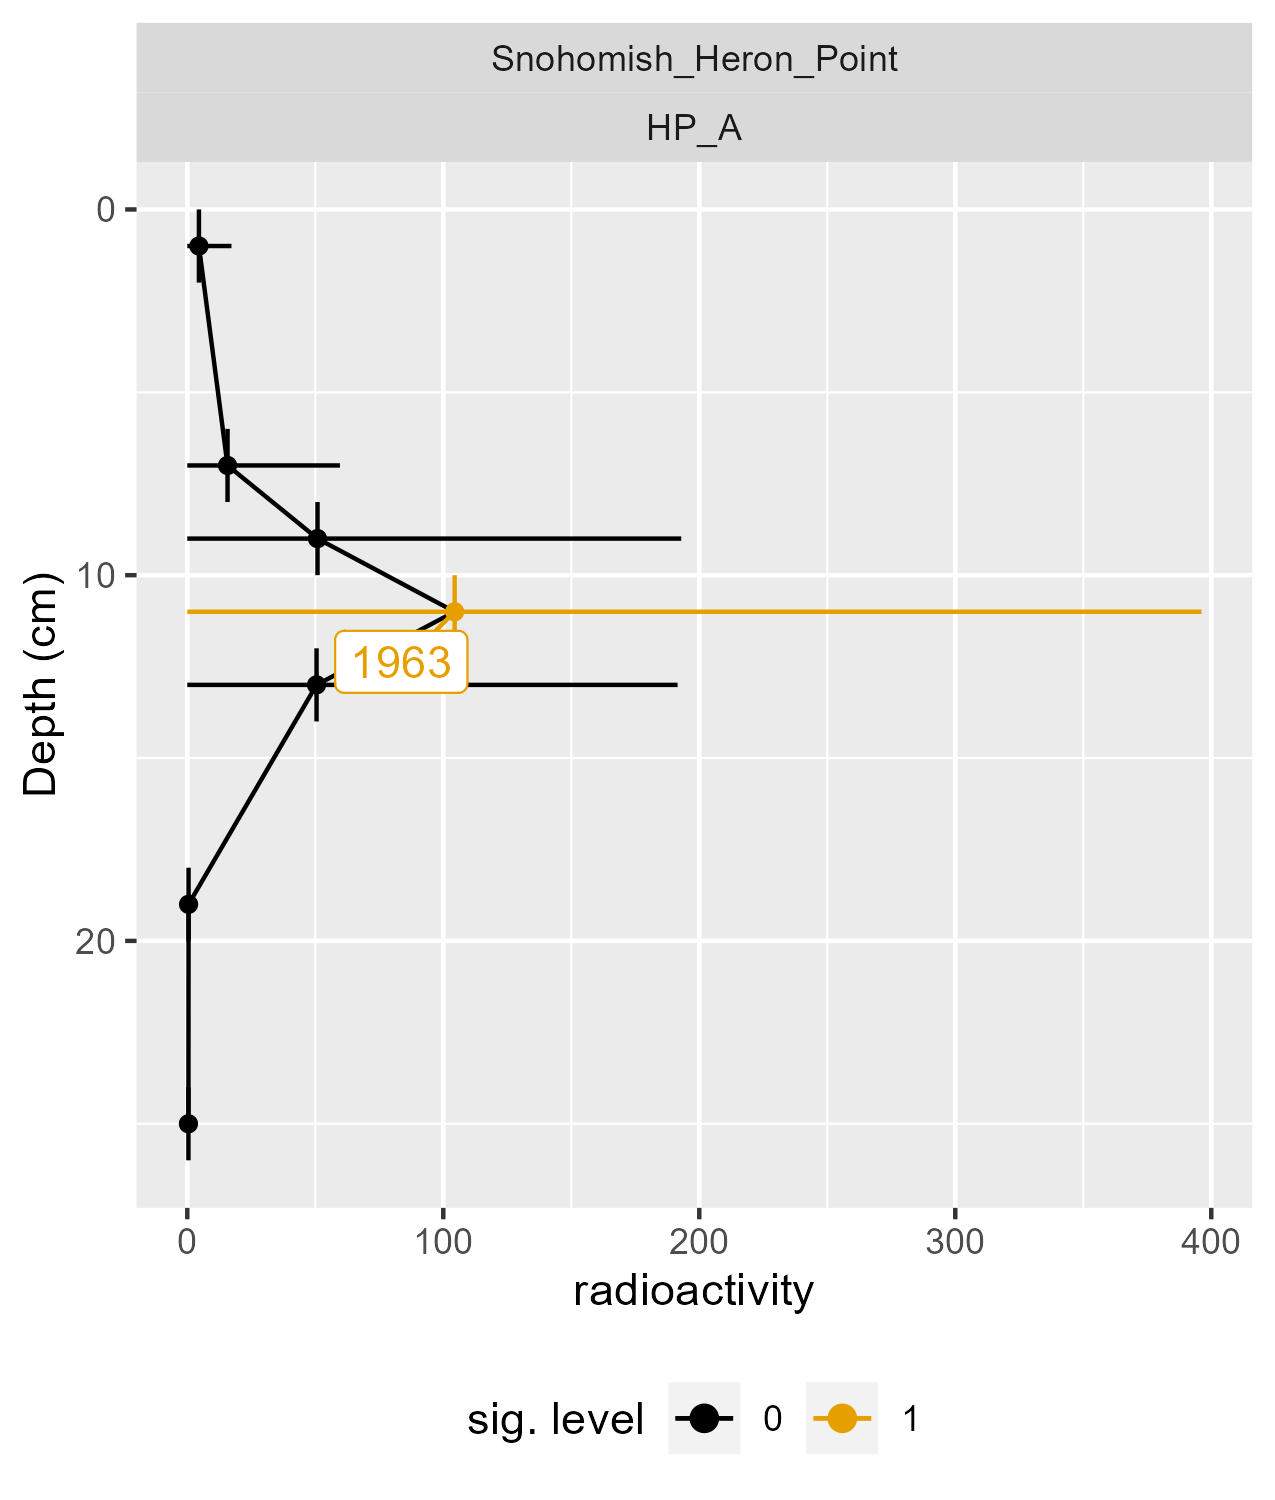 Snohomish_Heron_Point
HP_A
0
10
20
Depth (cm)
1963
0 100 200 300 400
radioactivity
sig. level 0 1